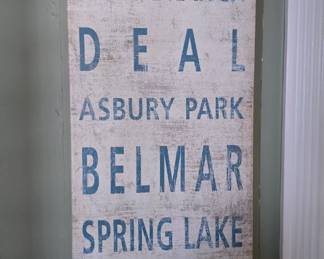 DEAL
ASBURY PARK
BELMAR
SPRING LAKE